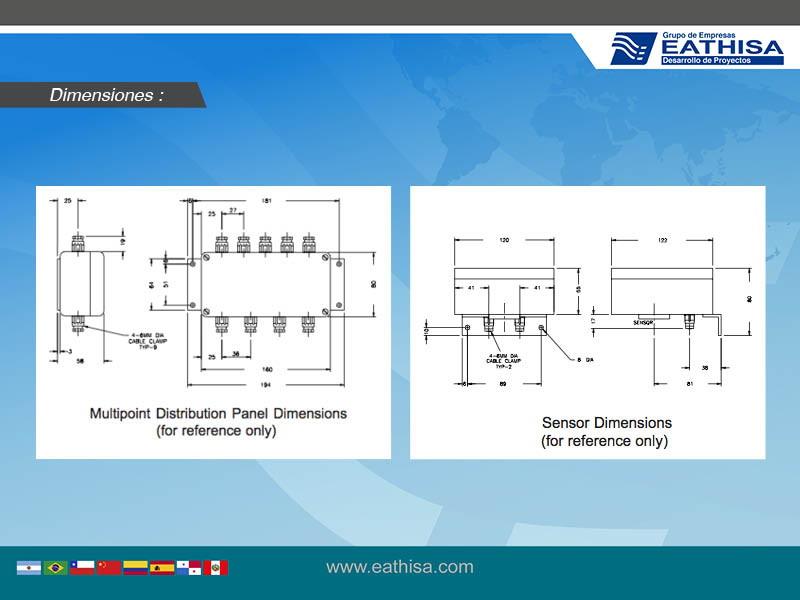 Grupo de Empresas
EATHISA
Desarrollo de Proyectos
Dimensiones :
25
6
181
25
27
19
64
51
80
4-6MM DIA
CABLE CLAMP
TYP-9
3
58
25
38
160
194
Multipoint Distribution Panel Dimensions
(for reference only)
120
122
41
41
55
80
SENSOR
17
10
4-6MM DIA
CABLE CLAMP
TYP-2
8 DIA
38
6
89
81
Sensor Dimensions
(for reference only)
www.eathisa.com